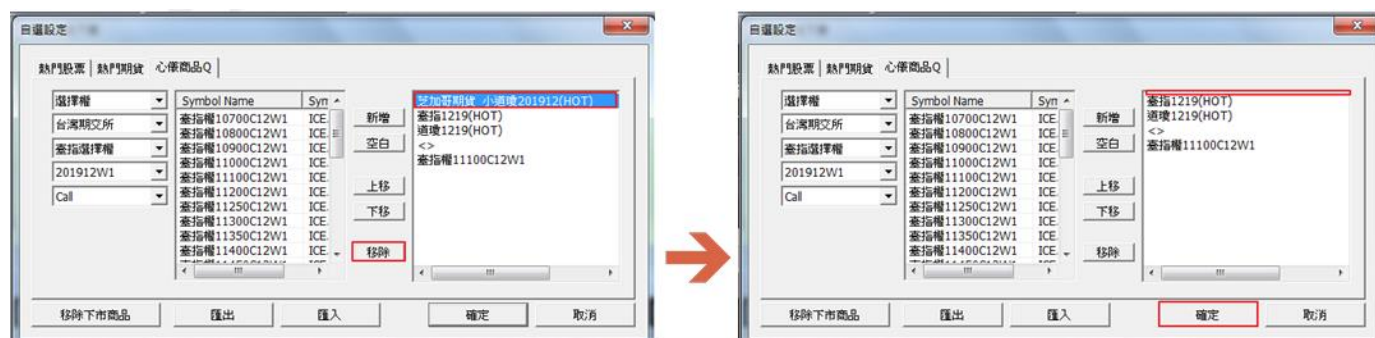 自選設定
熱門股票 熱門期貨 心儀商品Q
選擇權
台灣期交所
臺指選擇權
201912W1
Call
Symbol Name Sym
臺指權10700C12W1 ICE.
臺指權10800C12W1 ICE.
臺指權10900C12W1 ICE.
臺指權11000C12W1 ICE.
臺指權11100C12W1 ICE.
臺指權11200C12W1 ICE.
臺指權11250C12W1 ICE.
臺指權11300C12W1 ICE.
臺指權11350C12W1 ICE.
臺指權11400C12W1 ICE.
新增
空白
上移
下移
移除
芝加哥期貨 小道瓊201912(HOT)
臺指1219(HOT)
道瓊1219(HOT)
<>
臺指權11100C12W1
移除下市商品 匯出 匯入 確定 取消
自選設定
熱門股票 熱門期貨 心儀商品Q
選擇權
台灣期交所
臺指選擇權
201912W1
Call
Symbol Name Sym
臺指權10700C12W1 ICE.
臺指權10800C12W1 ICE.
臺指權10900C12W1 ICE.
臺指權11000C12W1 ICE.
臺指權11100C12W1 ICE.
臺指權11200C12W1 ICE.
臺指權11250C12W1 ICE.
臺指權11300C12W1 ICE.
臺指權11350C12W1 ICE.
臺指權11400C12W1 ICE.
新增
空白
上移
下移
移除
臺指1219(HOT)
道瓊1219(HOT)
<>
臺指權11100C12W1
移除下市商品 匯出 匯入 確定 取消